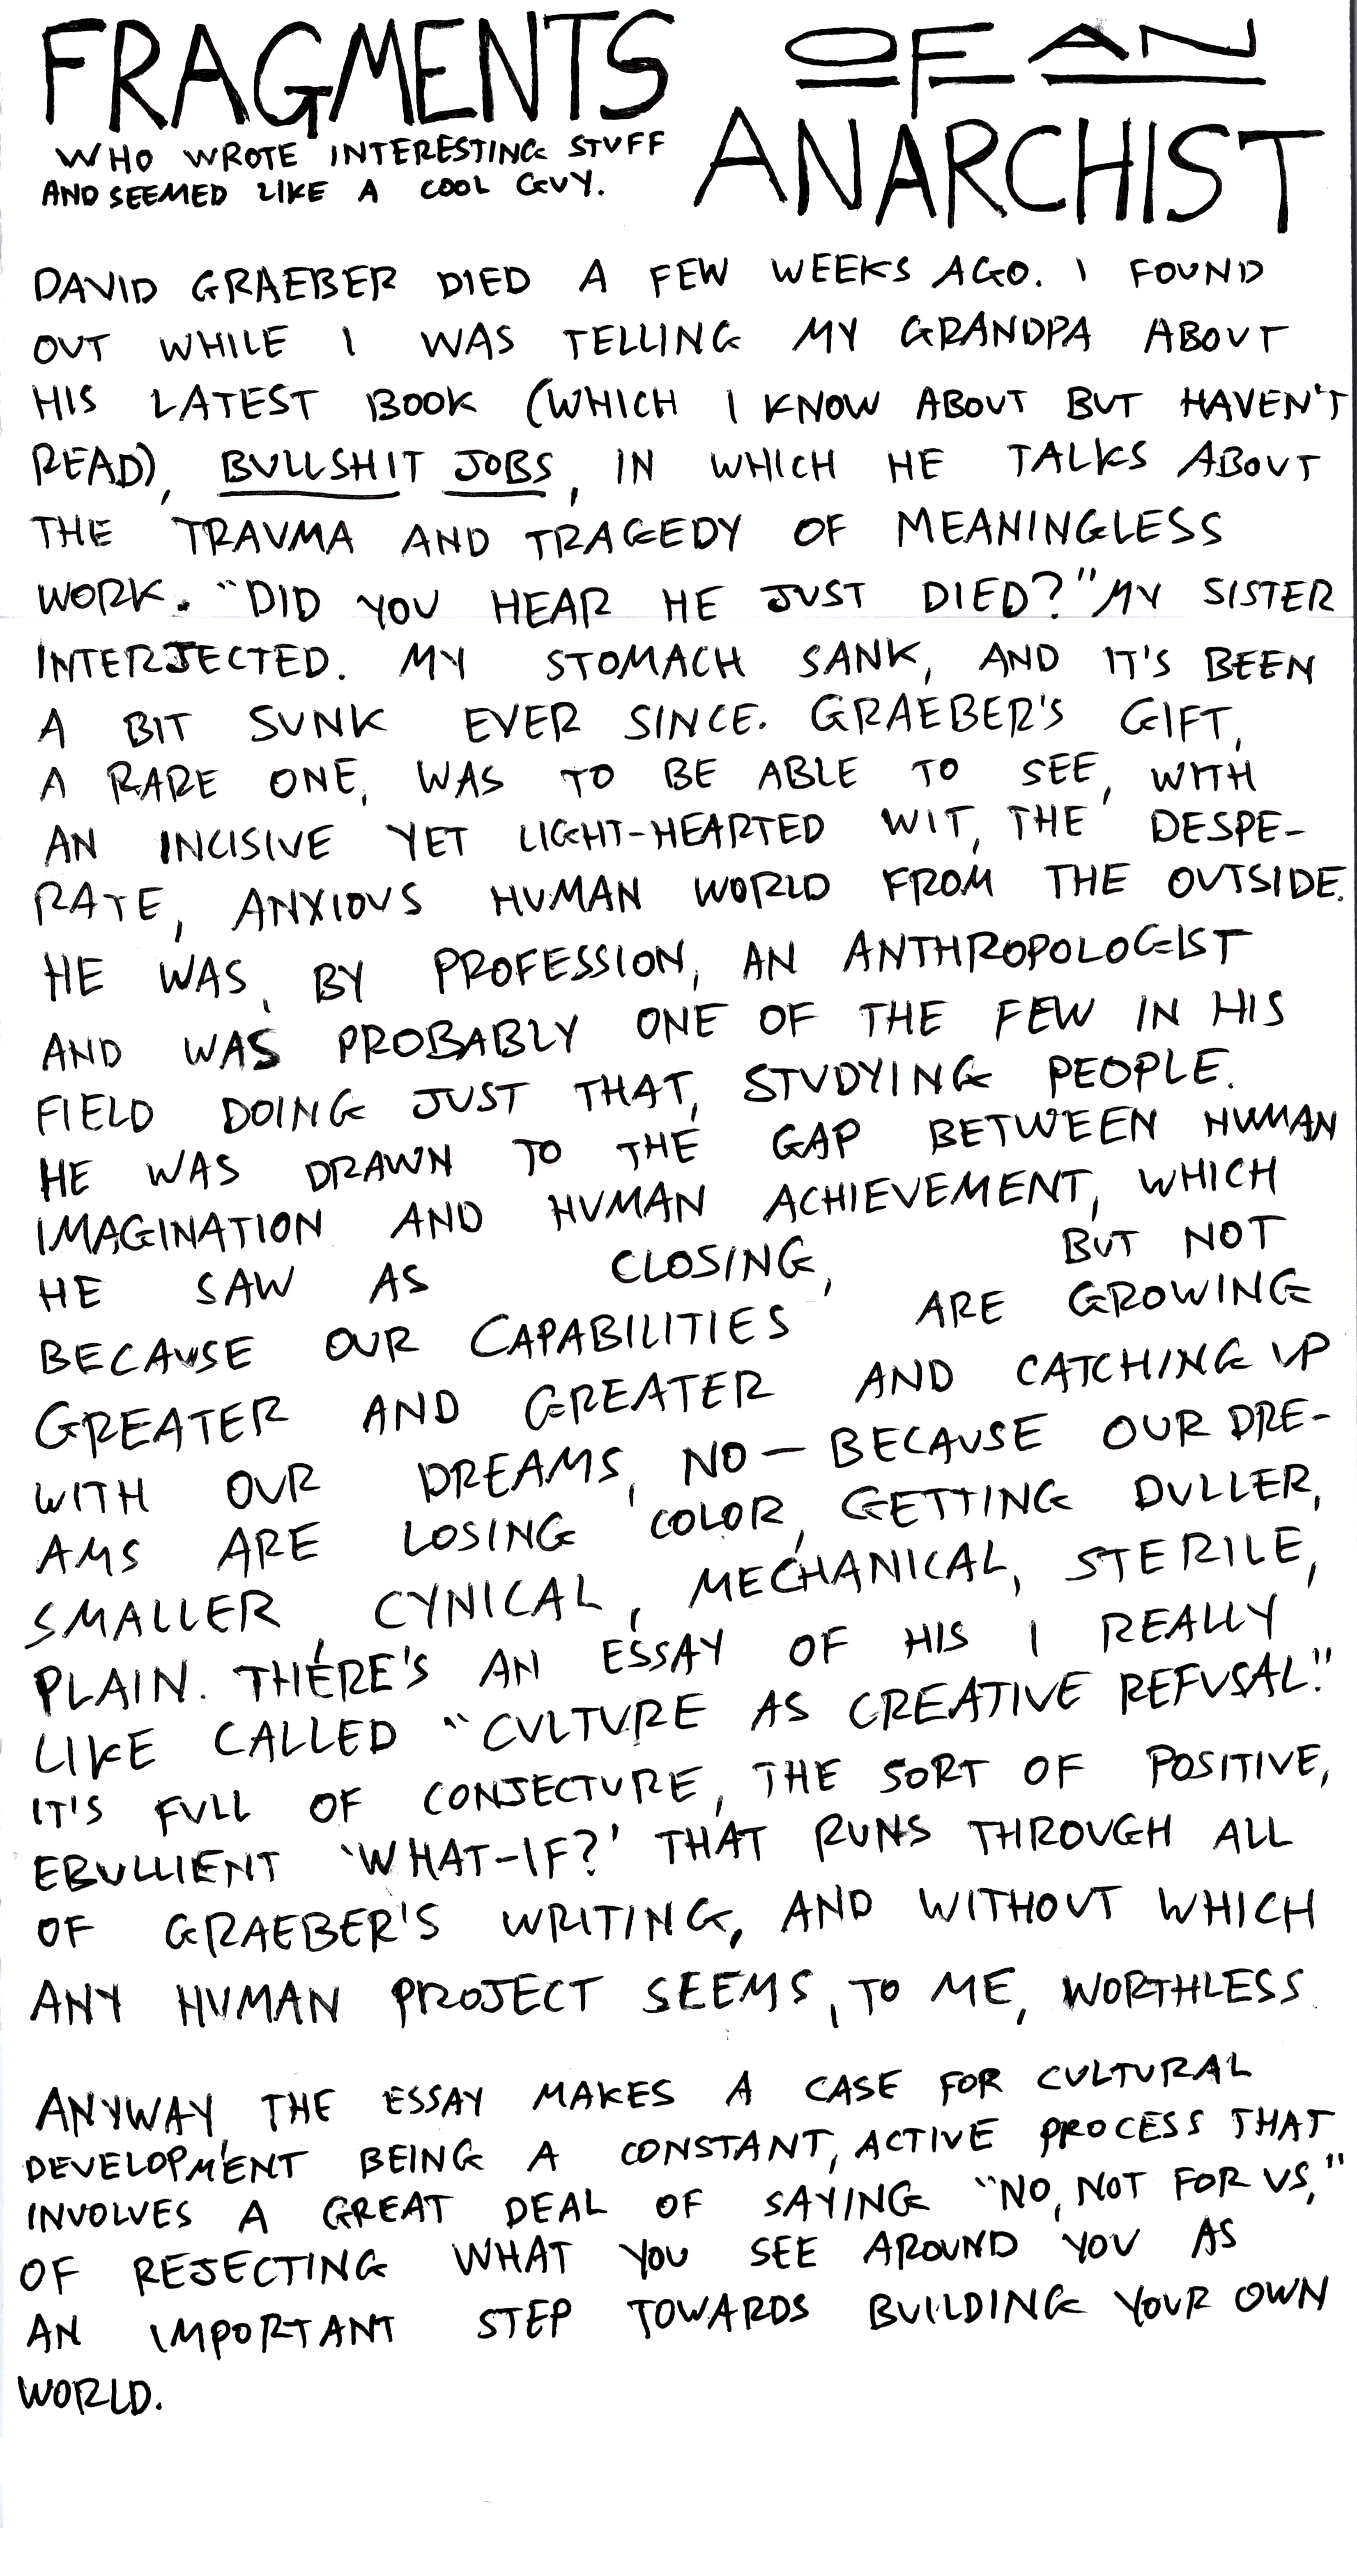 FRAGMENTS OF AN
WHO WROTE INTERESTING STUFF
AND SEEMED LIKE A COOL GUY.
ANARCHIST
DAVID GRAEBER DIED A FEW WEEKS AGO. I FOUND
OUT WHILE I WAS TELLING MY GRANDPA ABOUT
HIS LATEST BOOK (WHICH I KNOW ABOUT BUT HAVEN'T
READ), BULLSHIT JOBS, IN WHICH HE TALKS ABOUT
THE TRAUMA AND TRAGEDY OF MEANINGLESS
WORK. "DID YOU HEAR HE JUST DIED?" MY SISTER
INTERJECTED. MY STOMACH SANK, AND IT'S BEEN
A BIT SUNK EVER SINCE. GRAEBER'S GIFT,
A RARE ONE, WAS TO BE ABLE TO SEE, WITH
AN INCISIVE YET LIGHT-HEARTED WIT, THE DESPE-
RATE, ANXIOUS HUMAN WORLD FROM THE OUTSIDE.
HE WAS, BY PROFESSION, AN ANTHROPOLOGIST
AND WAS PROBABLY ONE OF THE FEW IN HIS
FIELD DOING JUST THAT, STUDYING PEOPLE.
HE WAS DRAWN TO THE GAP BETWEEN HUMAN
IMAGINATION AND HUMAN ACHIEVEMENT, WHICH
HE SAW AS CLOSING, BUT NOT
BECAUSE OUR CAPABILITIES ARE GROWING
GREATER AND GREATER AND CATCHING UP
WITH OUR DREAMS, NO — BECAUSE OUR DRE-
AMS ARE LOSING COLOR, GETTING DULLER,
SMALLER, CYNICAL, MECHANICAL, STERILE,
PLAIN. THERE'S AN ESSAY OF HIS I REALLY
LIKE CALLED "CULTURE AS CREATIVE REFUSAL."
IT'S FULL OF CONJECTURE, THE SORT OF POSITIVE,
EBULLIENT 'WHAT-IF?' THAT RUNS THROUGH ALL
OF GRAEBER'S WRITING, AND WITHOUT WHICH
ANY HUMAN PROJECT SEEMS, TO ME, WORTHLESS.
ANYWAY, THE ESSAY MAKES A CASE FOR CULTURAL
DEVELOPMENT BEING A CONSTANT, ACTIVE PROCESS THAT
INVOLVES A GREAT DEAL OF SAYING "NO, NOT FOR US,"
OF REJECTING WHAT YOU SEE AROUND YOU AS
AN IMPORTANT STEP TOWARDS BUILDING YOUR OWN
WORLD.